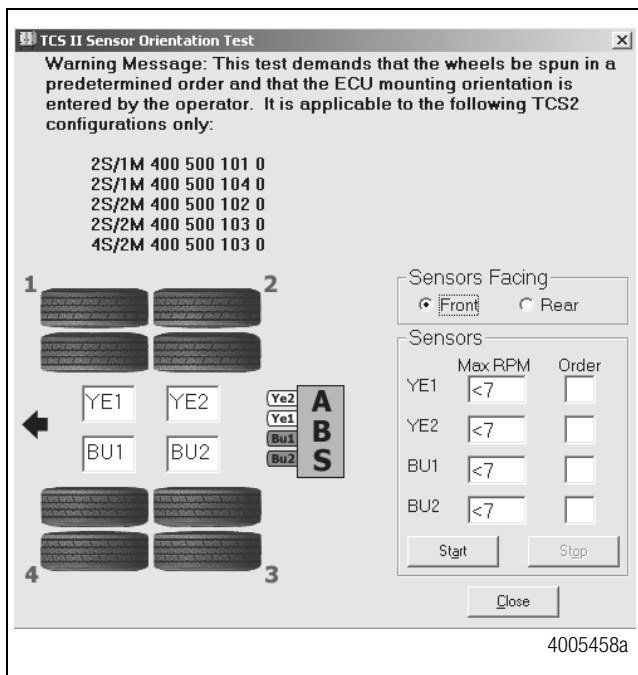 TCS II Sensor Orientation Test
Warning Message: This test demands that the wheels be spun in a
predetermined order and that the ECU mounting orientation is
entered by the operator. It is applicable to the following TCS2
configurations only:
2S/1M 400 500 101 0
2S/1M 400 500 104 0
2S/2M 400 500 102 0
2S/2M 400 500 103 0
4S/2M 400 500 103 0
1
2
YE1
YE2
BU1
BU2
Ye2
Ye1
Bu1
Bu2
A
B
S
4
3
Sensors Facing
Front Rear
Sensors
Max RPM Order
YE1 <7
YE2 <7
BU1 <7
BU2 <7
Start Stop
Close
4005458a